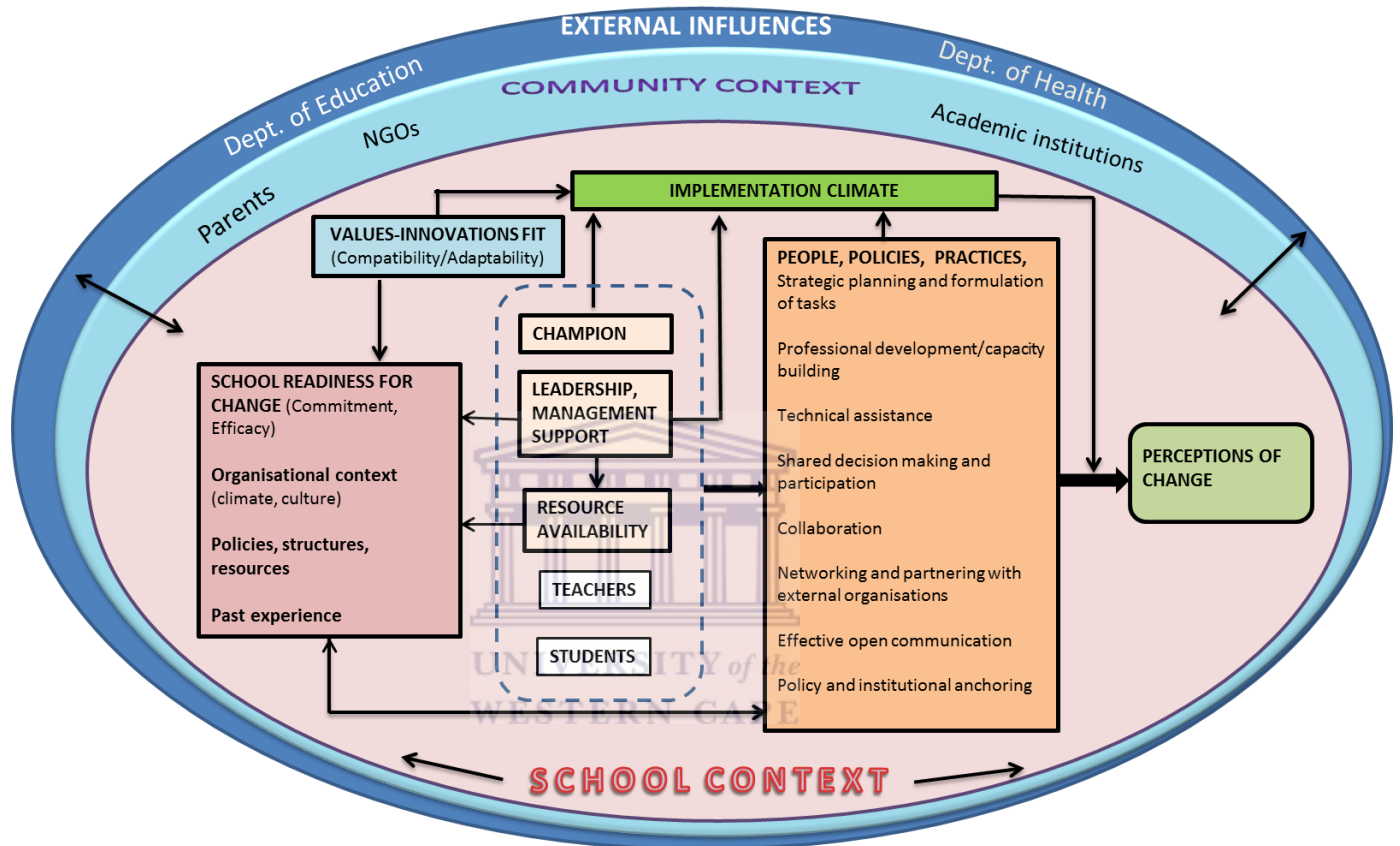 EXTERNAL INFLUENCES
Dept. of Education
Dept. of Health
COMMUNITY CONTEXT
NGOs
Academic institutions
Parents
IMPLEMENTATION CLIMATE
VALUES-INNOVATIONS FIT
(Compatibility/Adaptability)
CHAMPION
LEADERSHIP,
MANAGEMENT
SUPPORT
RESOURCE
AVAILABILITY
TEACHERS
STUDENTS
SCHOOL READINESS FOR
CHANGE (Commitment,
Efficacy)
Organisational context
(climate, culture)
Policies, structures,
resources
Past experience
PEOPLE, POLICIES, PRACTICES,
Strategic planning and formulation
of tasks
Professional development/capacity
building
Technical assistance
Shared decision making and
participation
Collaboration
Networking and partnering with
external organisations
Effective open communication
Policy and institutional anchoring
PERCEPTIONS OF
CHANGE
UNIVERSITY of the
WESTERN CAPE
SCHOOL CONTEXT